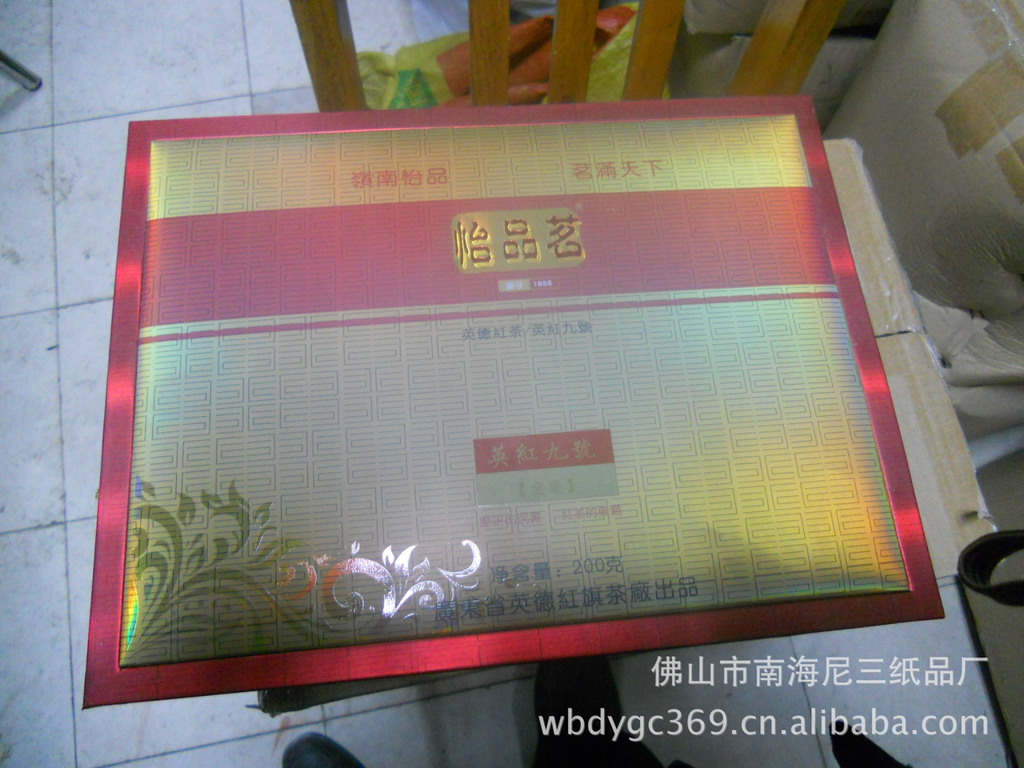 嶺南怡品 茗滿天下
怡品茗
1888
英德紅茶 英紅九號
英紅九號
净含量：200克
廣東省英德紅旗茶廠出品
佛山市南海尼三纸品厂
wbdygc369.cn.alibaba.com